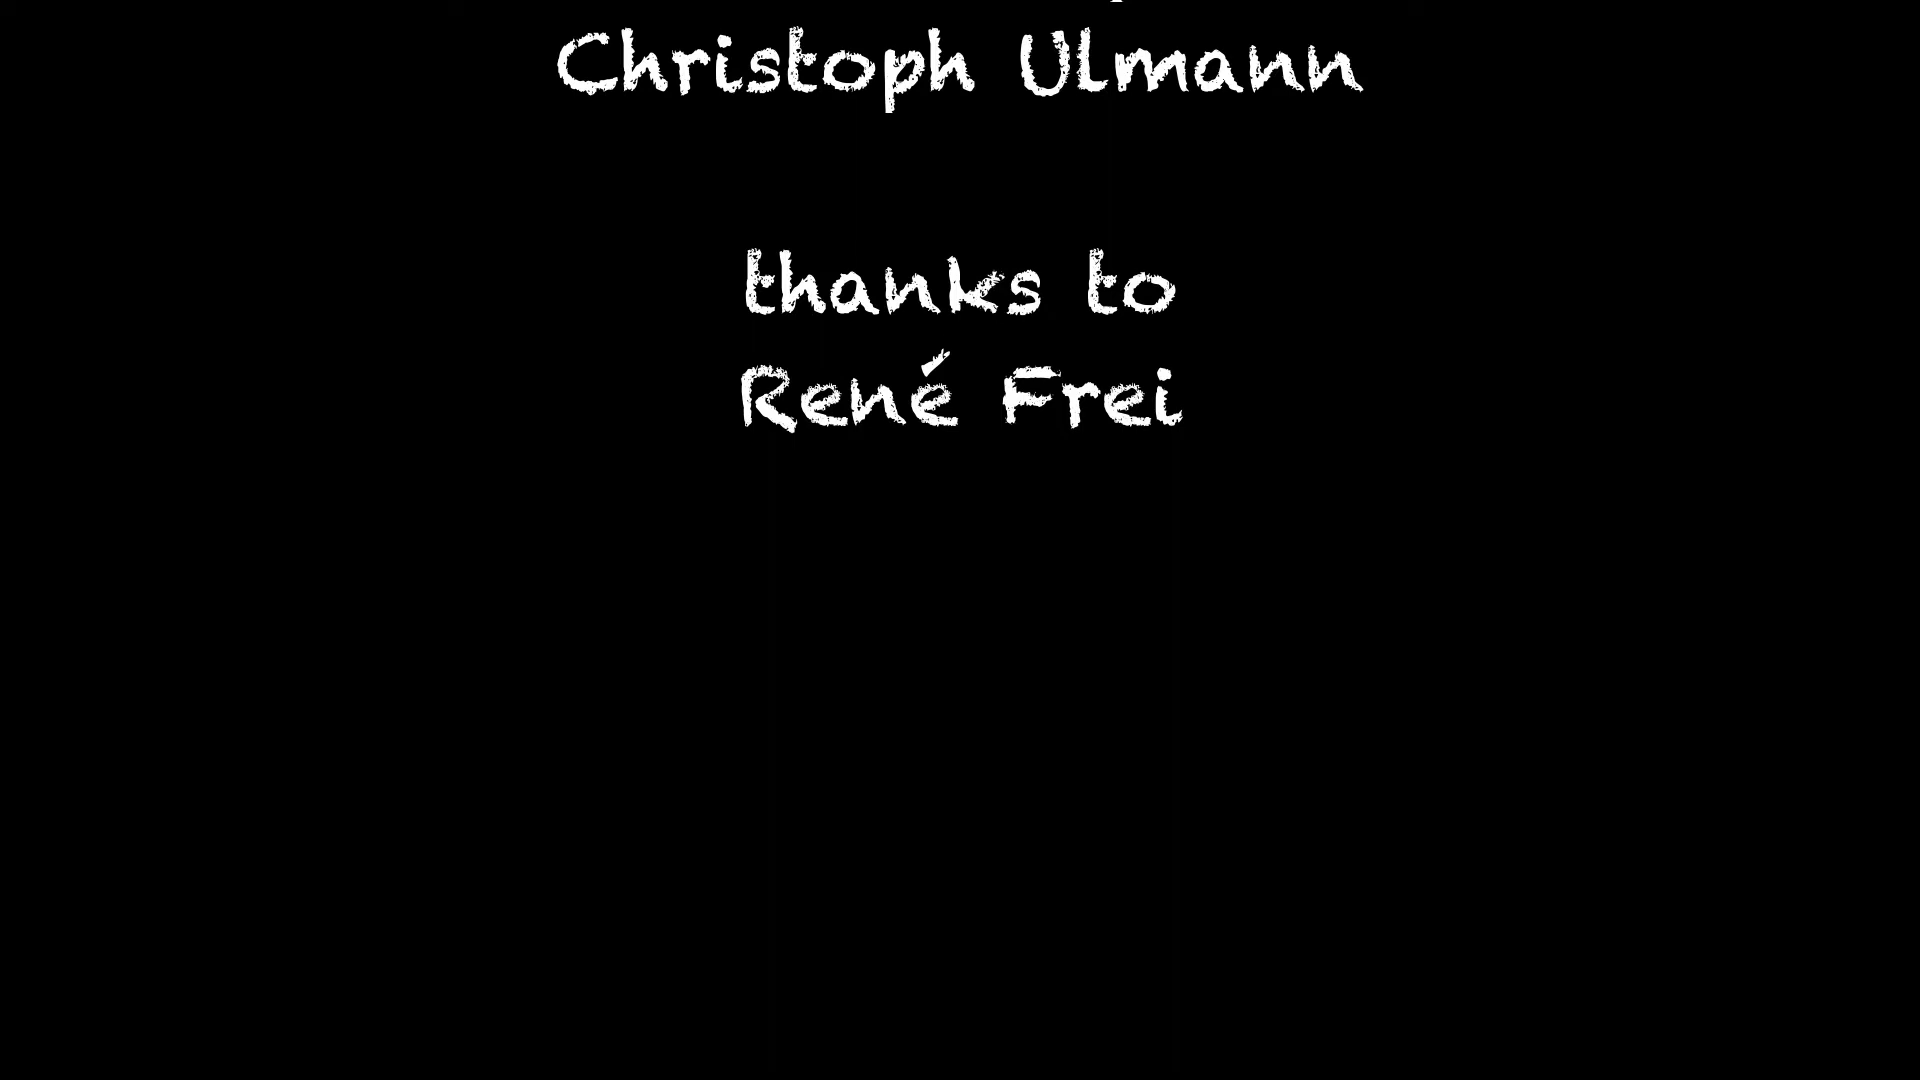 Christoph Ulmann
thanks to
René Frei